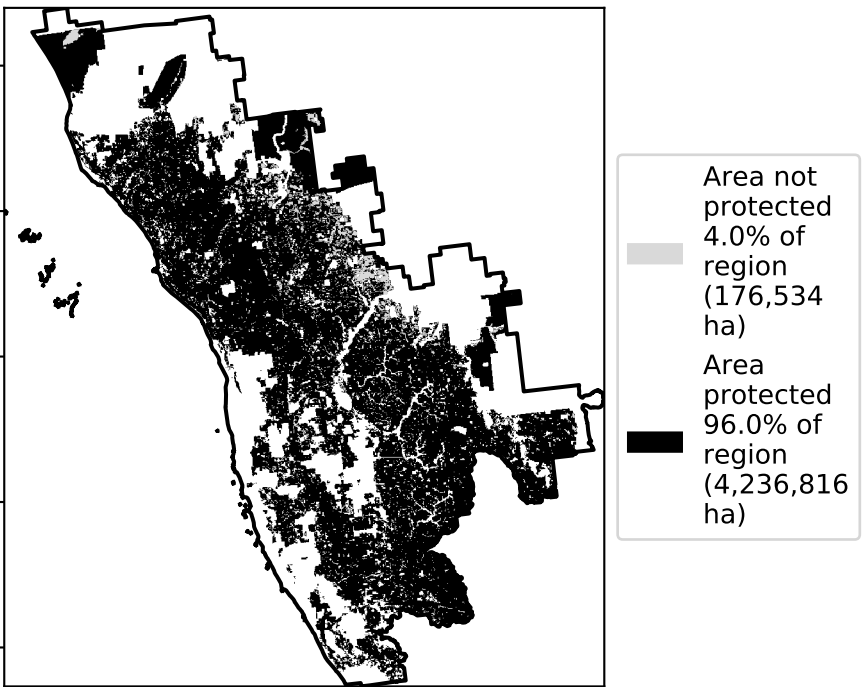 Area not
protected
4.0% of
region
(176,534
ha)
Area
protected
96.0% of
region
(4,236,816
ha)